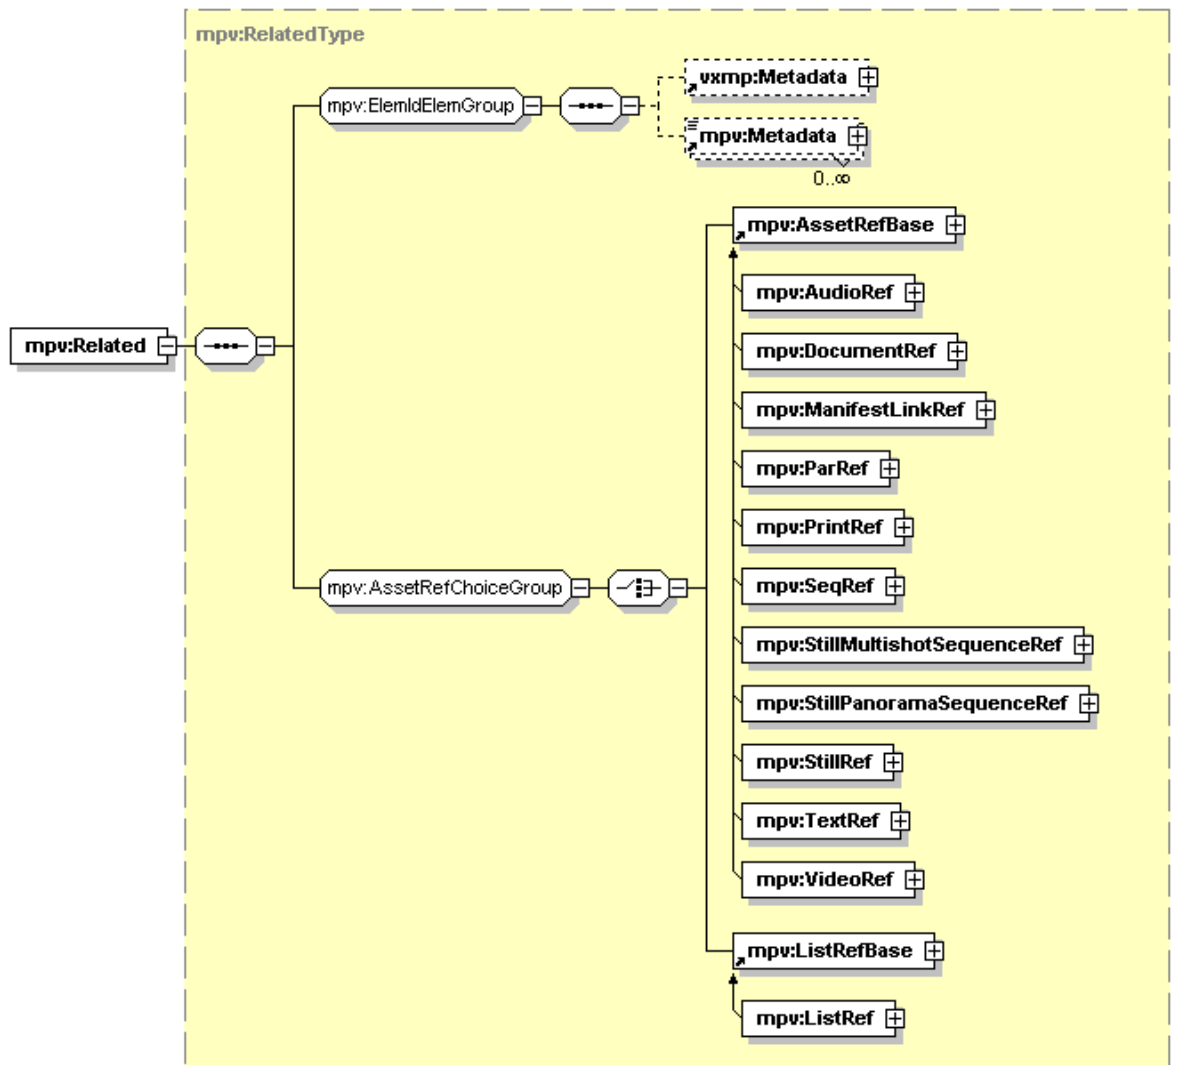 mpv:RelatedType
vxmp:Metadata
mpv:ElemIdElemGroup
mpv:Metadata
0..∞
mpv:AssetRefBase
mpv:AudioRef
mpv:Related
mpv:DocumentRef
mpv:ManifestLinkRef
mpv:ParRef
mpv:PrintRef
mpv:AssetRefChoiceGroup
mpv:SeqRef
mpv:StillMultishotSequenceRef
mpv:StillPanoramaSequenceRef
mpv:StillRef
mpv:TextRef
mpv:VideoRef
mpv:ListRefBase
mpv:ListRef